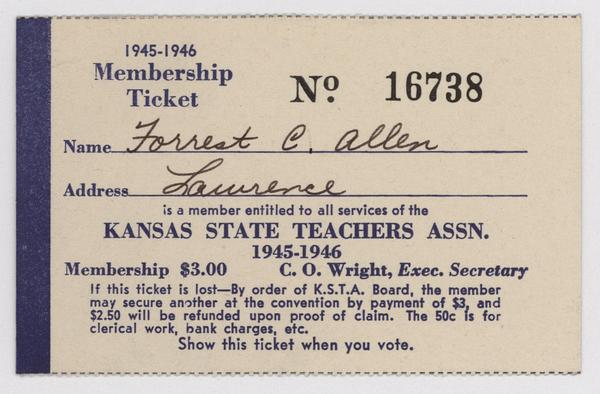 1945-1946
Membership
Ticket
Nº 16738
Name Forrest C. Allen
Address Lawrence
is a member entitled to all services of the
KANSAS STATE TEACHERS ASSN.
1945-1946
Membership $3.00 C. O. Wright, Exec. Secretary
If this ticket is lost—By order of K.S.T.A. Board, the member
may secure another at the convention by payment of $3, and
$2.50 will be refunded upon proof of claim. The 50c is for
clerical work, bank charges, etc.
Show this ticket when you vote.